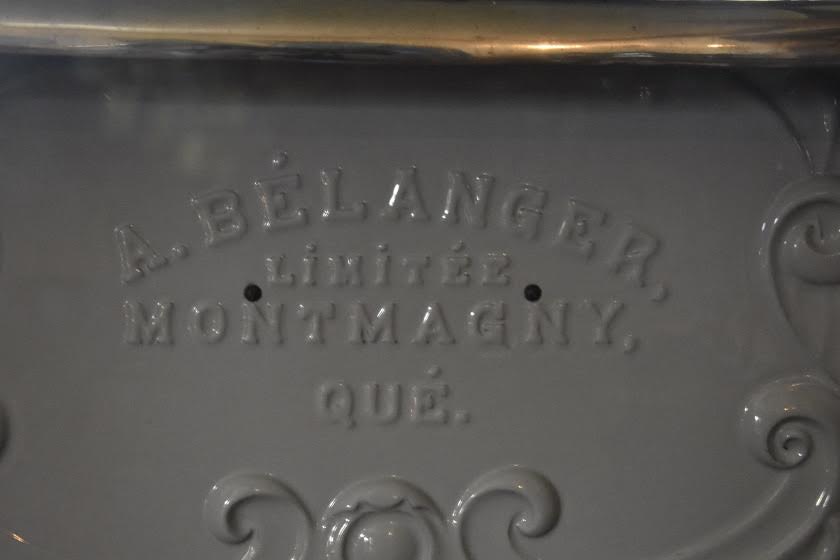 A. BÉLANGER,
LIMITÉE
MONTMAGNY,
QUÉ.